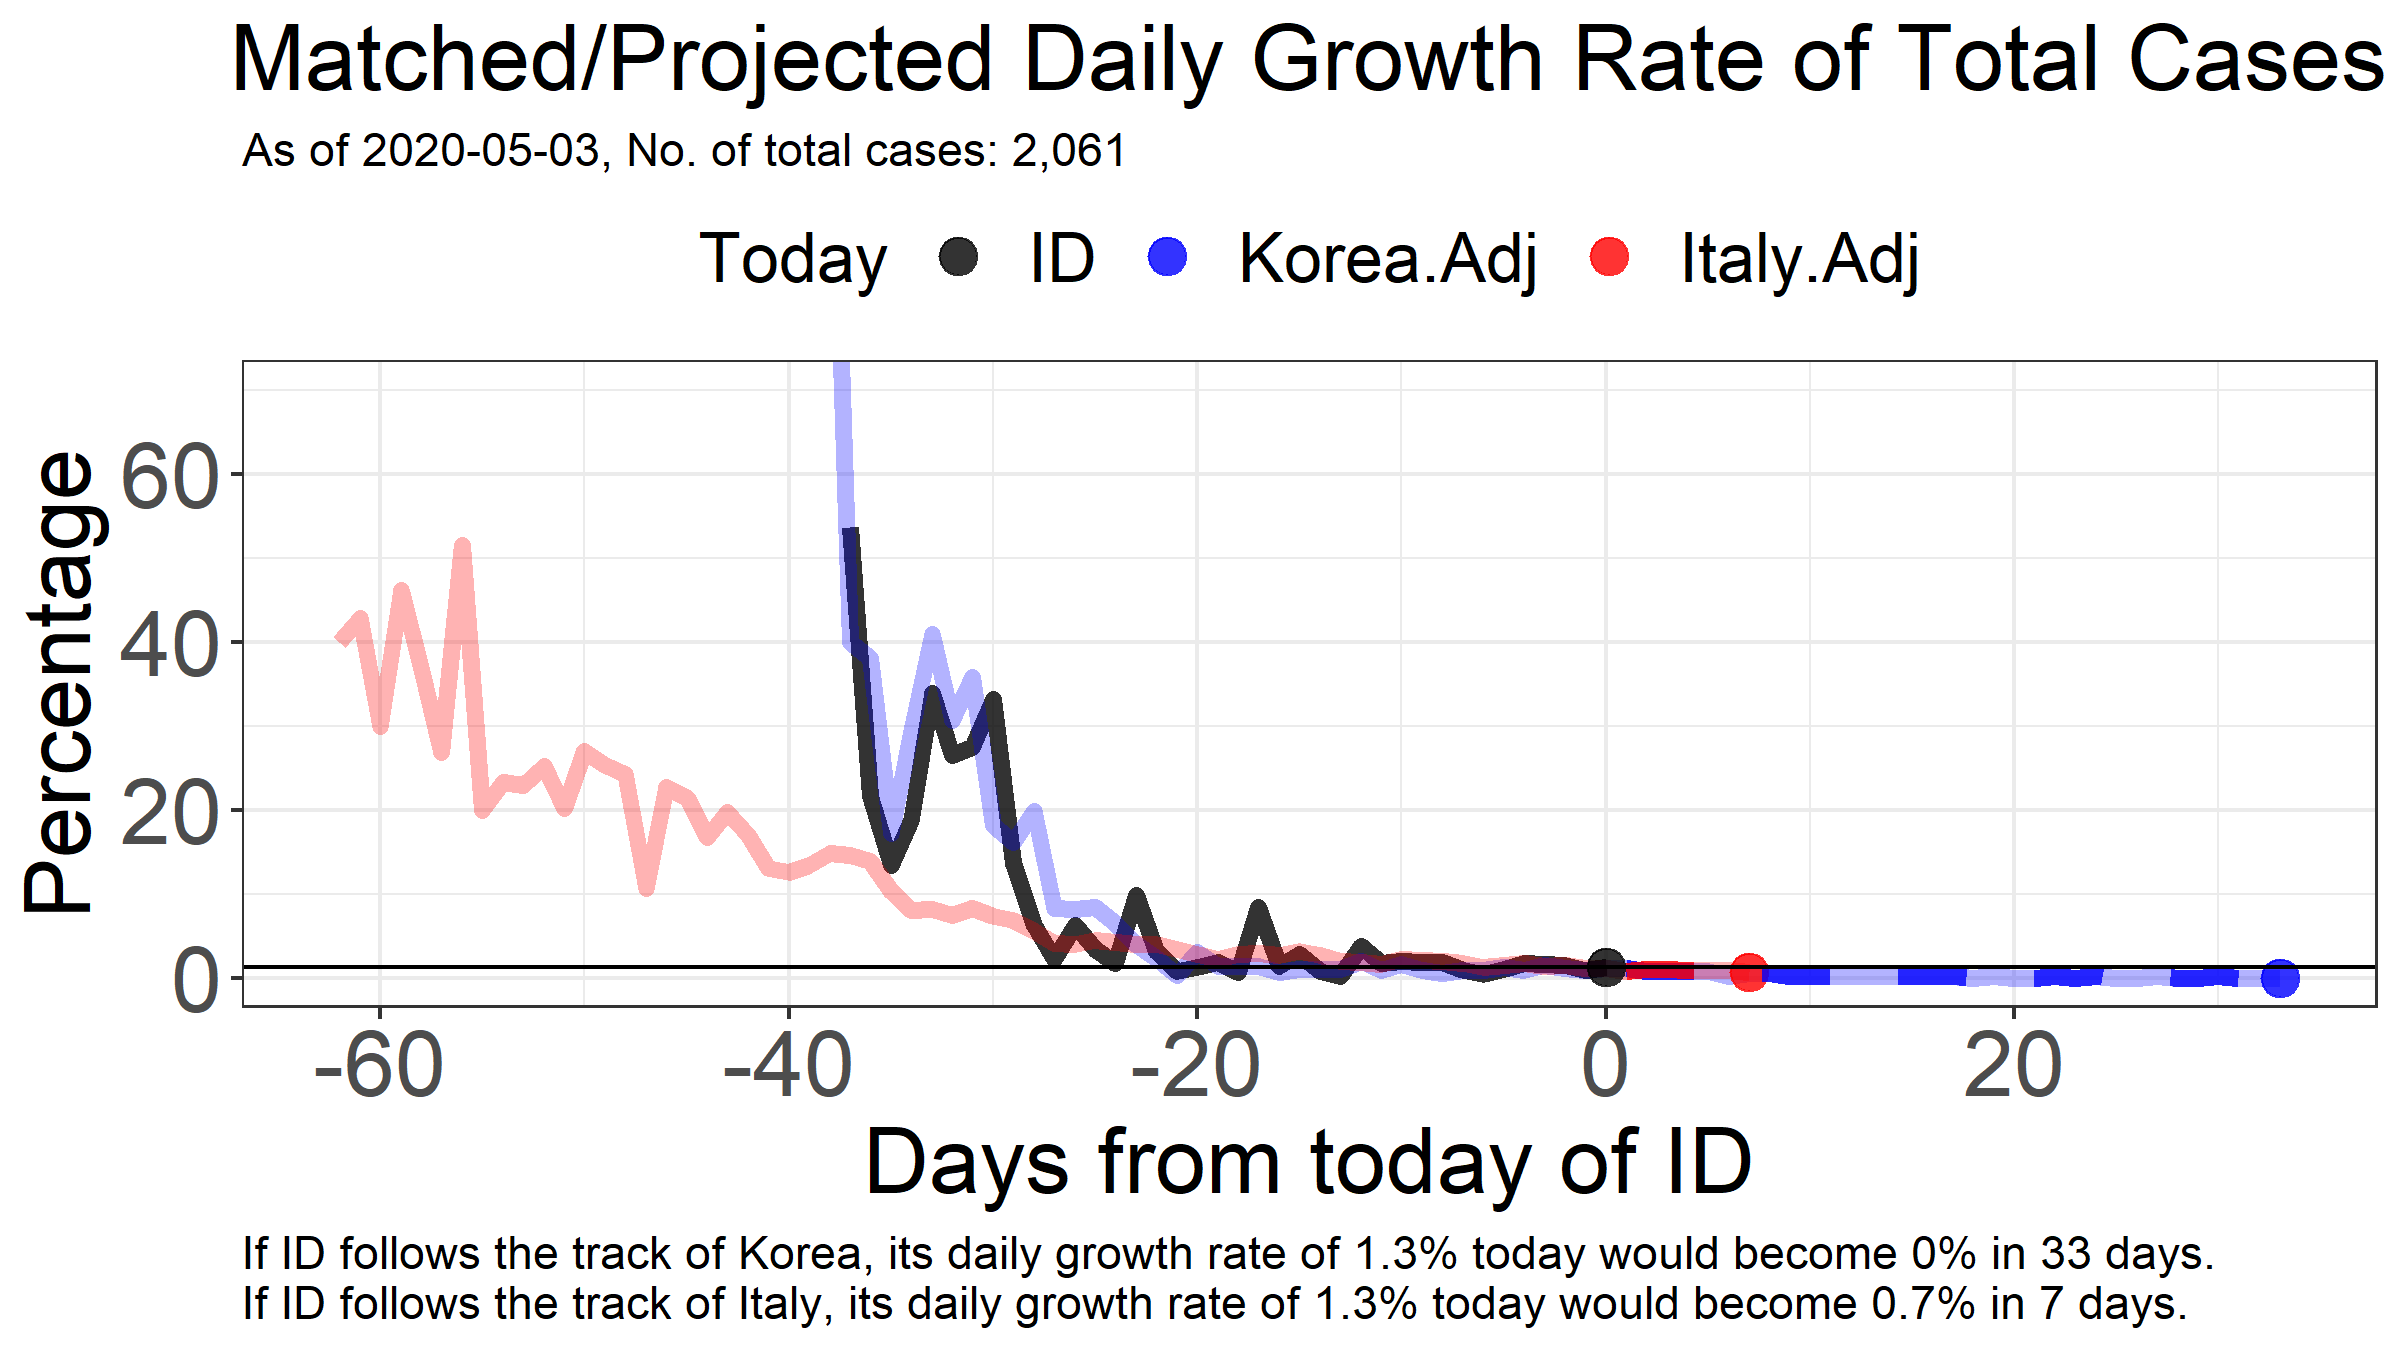 Matched/Projected Daily Growth Rate of Total Cases
As of 2020-05-03, No. of total cases: 2,061
Today ID Korea.Adj Italy.Adj
Percentage
60
40
20
0
-60 -40 -20 0 20
Days from today of ID
If ID follows the track of Korea, its daily growth rate of 1.3% today would become 0% in 33 days.
If ID follows the track of Italy, its daily growth rate of 1.3% today would become 0.7% in 7 days.